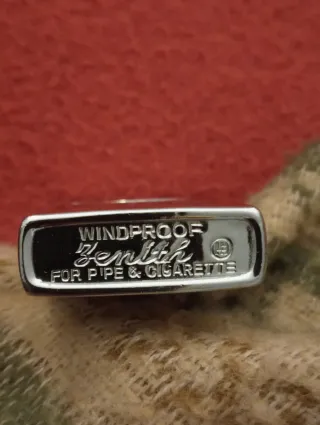 WINDPROOF
Zenith
FOR PIPE & CIGARETTE